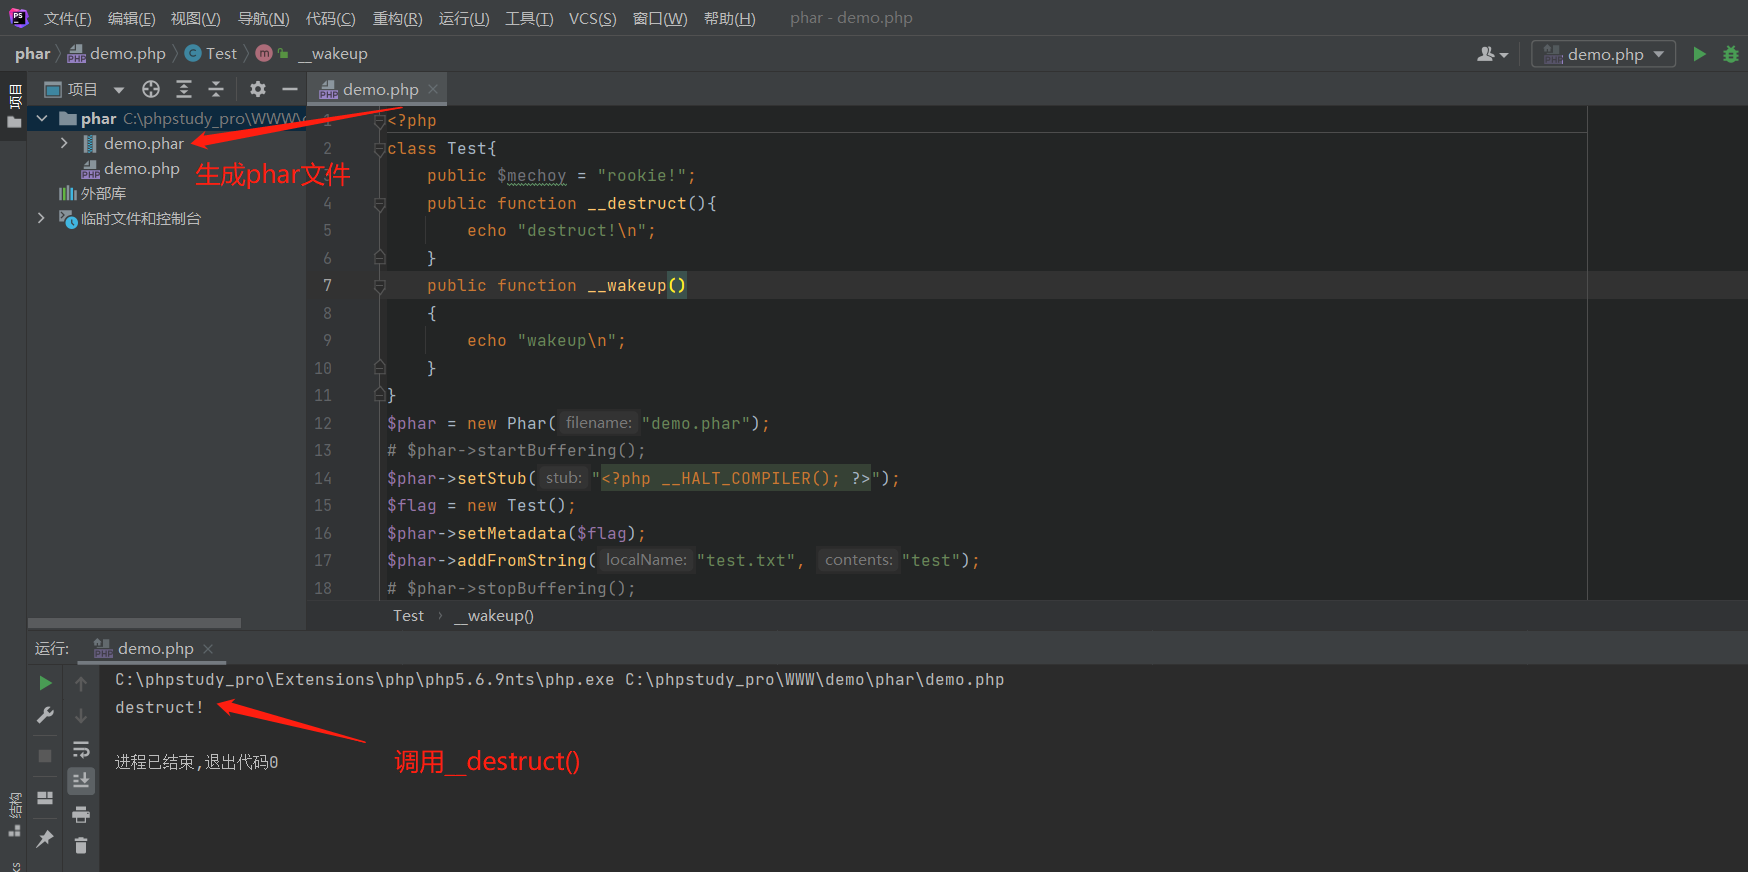 文件(F) 编辑(E) 视图(V) 导航(N) 代码(C) 重构(R) 运行(U) 工具(T) VCS(S) 窗口(W) 帮助(H) phar - demo.php
phar demo.php Test __wakeup
demo.php
项目
项目
demo.php
phar C:\phpstudy_pro\WWW\
demo.phar
demo.php
生成phar文件
外部库
临时文件和控制台
1 <?php
2 class Test{
public $mechoy = "rookie!";
4 public function __destruct(){
5 echo "destruct!\n";
6 }
7 public function __wakeup()
8 {
9 echo "wakeup\n";
10 }
11 }
12 $phar = new Phar( filename: "demo.phar");
13 # $phar->startBuffering();
14 $phar->setStub( stub: "<?php __HALT_COMPILER(); ?>");
15 $flag = new Test();
16 $phar->setMetadata($flag);
17 $phar->addFromString( localName: "test.txt", contents: "test");
18 # $phar->stopBuffering();
Test › __wakeup()
运行: demo.php
C:\phpstudy_pro\Extensions\php\php5.6.9nts\php.exe C:\phpstudy_pro\WWW\demo\phar\demo.php
destruct!
进程已结束,退出代码0
调用__destruct()
结构